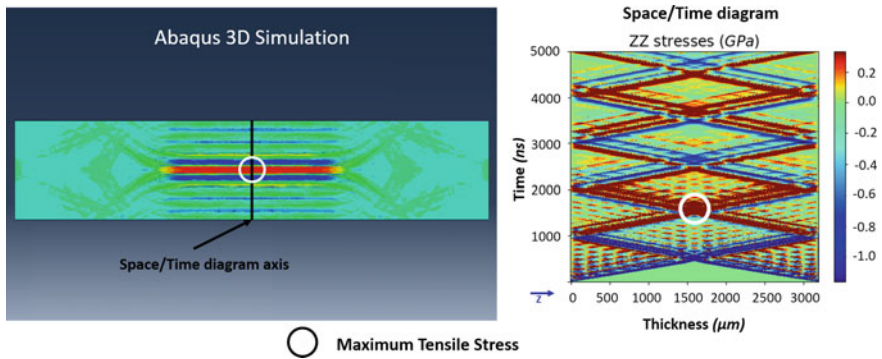 Abaqus 3D Simulation
Space/Time diagram axis
Maximum Tensile Stress
Space/Time diagram
ZZ stresses (GPa)
5000
4000
3000
2000
1000
Time (ns)
0
1000
1500
2000
2500
3000
Thickness (µm)
z
0.2
0.0
-0.2
-0.4
-0.6
-0.8
-1.0